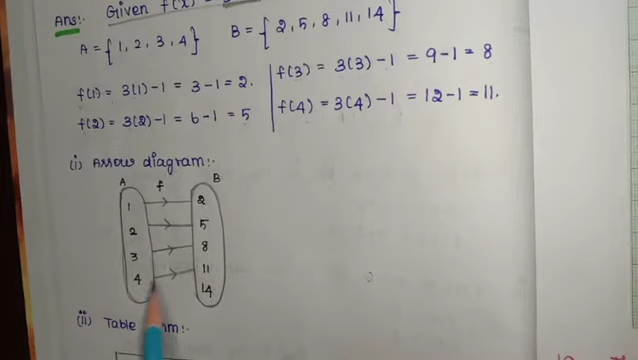 Ans:- Given f(x) =
A = {1, 2, 3, 4} B = {2, 5, 8, 11, 14}
f(1) = 3(1) - 1 = 3 - 1 = 2.
f(2) = 3(2) - 1 = 6 - 1 = 5
f(3) = 3(3) - 1 = 9 - 1 = 8
f(4) = 3(4) - 1 = 12 - 1 = 11.
(i) Arrow diagram:-
A f B
1 2
2 5
3 8
4 11
14
(ii) Table